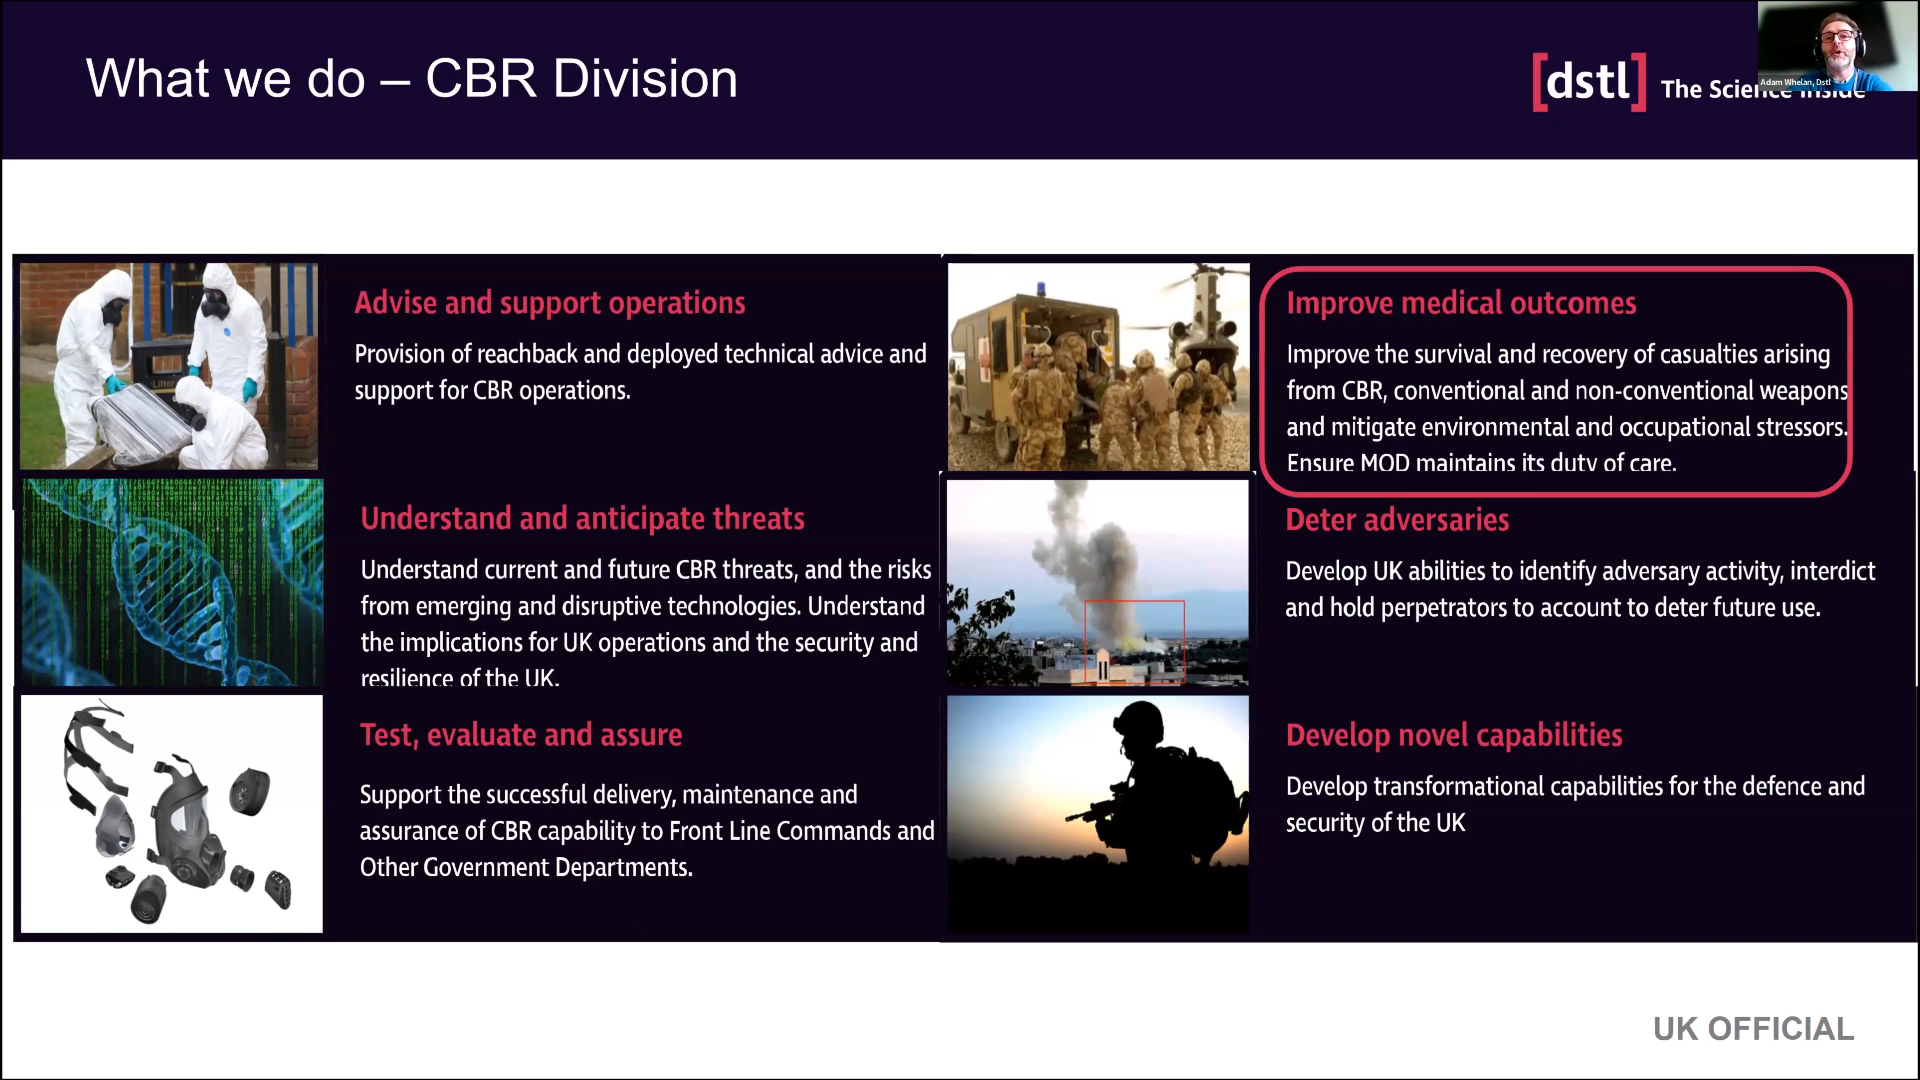 What we do – CBR Division
[dstl] The Science Inside
Adam Whelan, Dstl
Advise and support operations
Provision of reachback and deployed technical advice and
support for CBR operations.
Litter
Improve medical outcomes
Improve the survival and recovery of casualties arising
from CBR, conventional and non-conventional weapons
and mitigate environmental and occupational stressors.
Ensure MOD maintains its duty of care.
Understand and anticipate threats
Understand current and future CBR threats, and the risks
from emerging and disruptive technologies. Understand
the implications for UK operations and the security and
resilience of the UK.
Deter adversaries
Develop UK abilities to identify adversary activity, interdict
and hold perpetrators to account to deter future use.
Test, evaluate and assure
Support the successful delivery, maintenance and
assurance of CBR capability to Front Line Commands and
Other Government Departments.
Develop novel capabilities
Develop transformational capabilities for the defence and
security of the UK
UK OFFICIAL